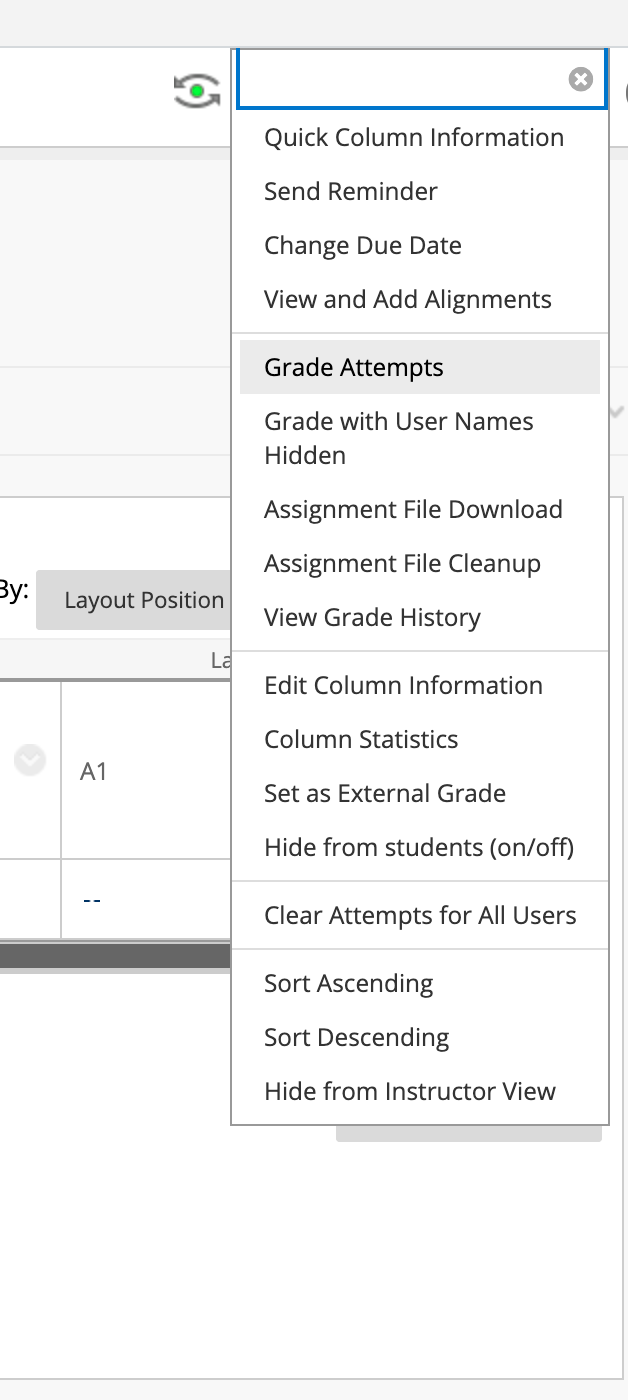 Quick Column Information
Send Reminder
Change Due Date
View and Add Alignments
Grade Attempts
Grade with User Names
Hidden
Assignment File Download
Assignment File Cleanup
View Grade History
Edit Column Information
Column Statistics
Set as External Grade
Hide from students (on/off)
Clear Attempts for All Users
Sort Ascending
Sort Descending
Hide from Instructor View
By:
Layout Position
La
A1
--